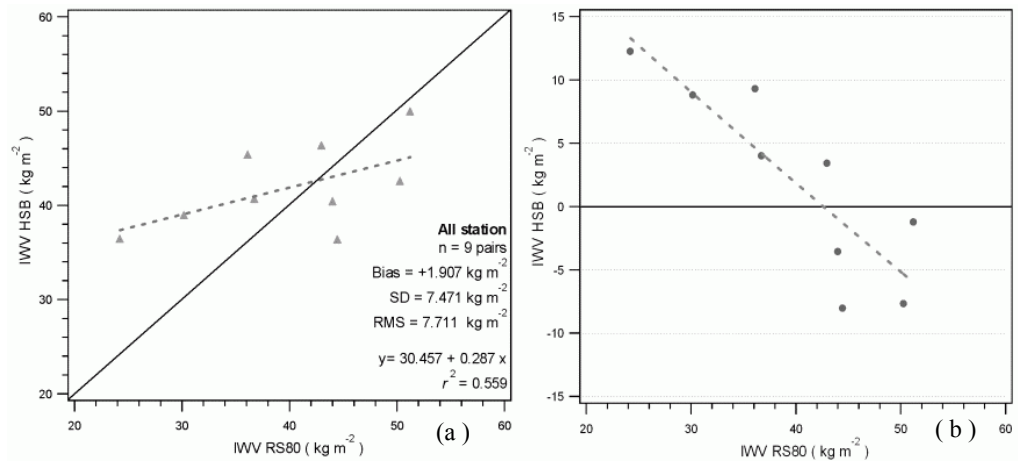 60
50
40
30
20
IWV HSB ( kg m-2 )
All station
n = 9 pairs
Bias = +1.907 kg m-2
SD = 7.471 kg m-2
RMS = 7.711 kg m-2
y= 30.457 + 0.287 x
r2 = 0.559
20 30 40 50 60
IWV RS80 ( kg m-2 )
(a)
15
10
5
0
-5
-10
-15
IWV HSB ( kg m-2 )
20 30 40 50 60
IWV RS80 ( kg m-2 )
( b )